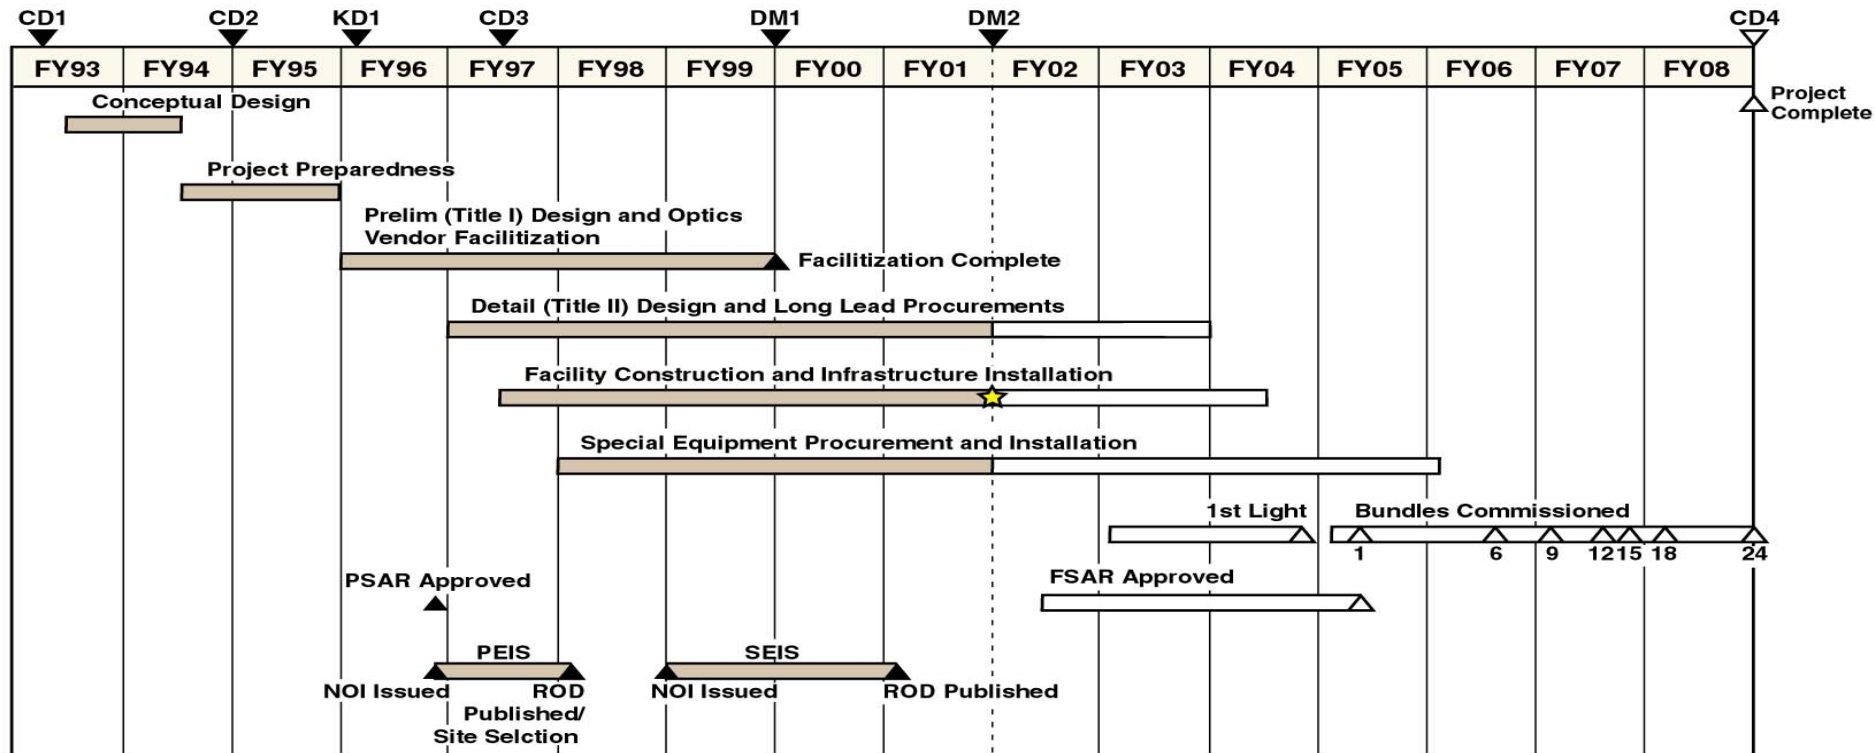 CD1 CD2 KD1 CD3 DM1 DM2 CD4
FY93 FY94 FY95 FY96 FY97 FY98 FY99 FY00 FY01 FY02 FY03 FY04 FY05 FY06 FY07 FY08
Project
Complete
Conceptual Design
Project Preparedness
Prelim (Title I) Design and Optics
Vendor Facilitization
Facilitization Complete
Detail (Title II) Design and Long Lead Procurements
Facility Construction and Infrastructure Installation
Special Equipment Procurement and Installation
1st Light Bundles Commissioned
1 6 9 12 15 18 24
PSAR Approved FSAR Approved
PEIS SEIS
NOI Issued ROD NOI Issued ROD Published
Published/
Site Selction